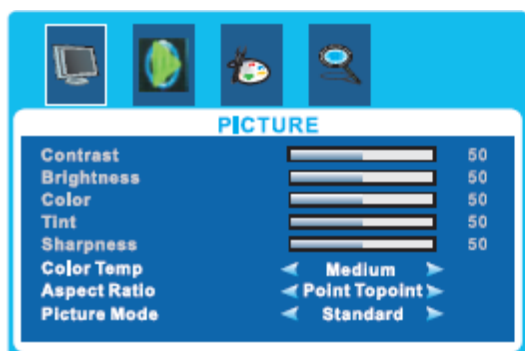 PICTURE
Contrast 50
Brightness 50
Color 50
Tint 50
Sharpness 50
Color Temp Medium
Aspect Ratio Point Topoint
Picture Mode Standard